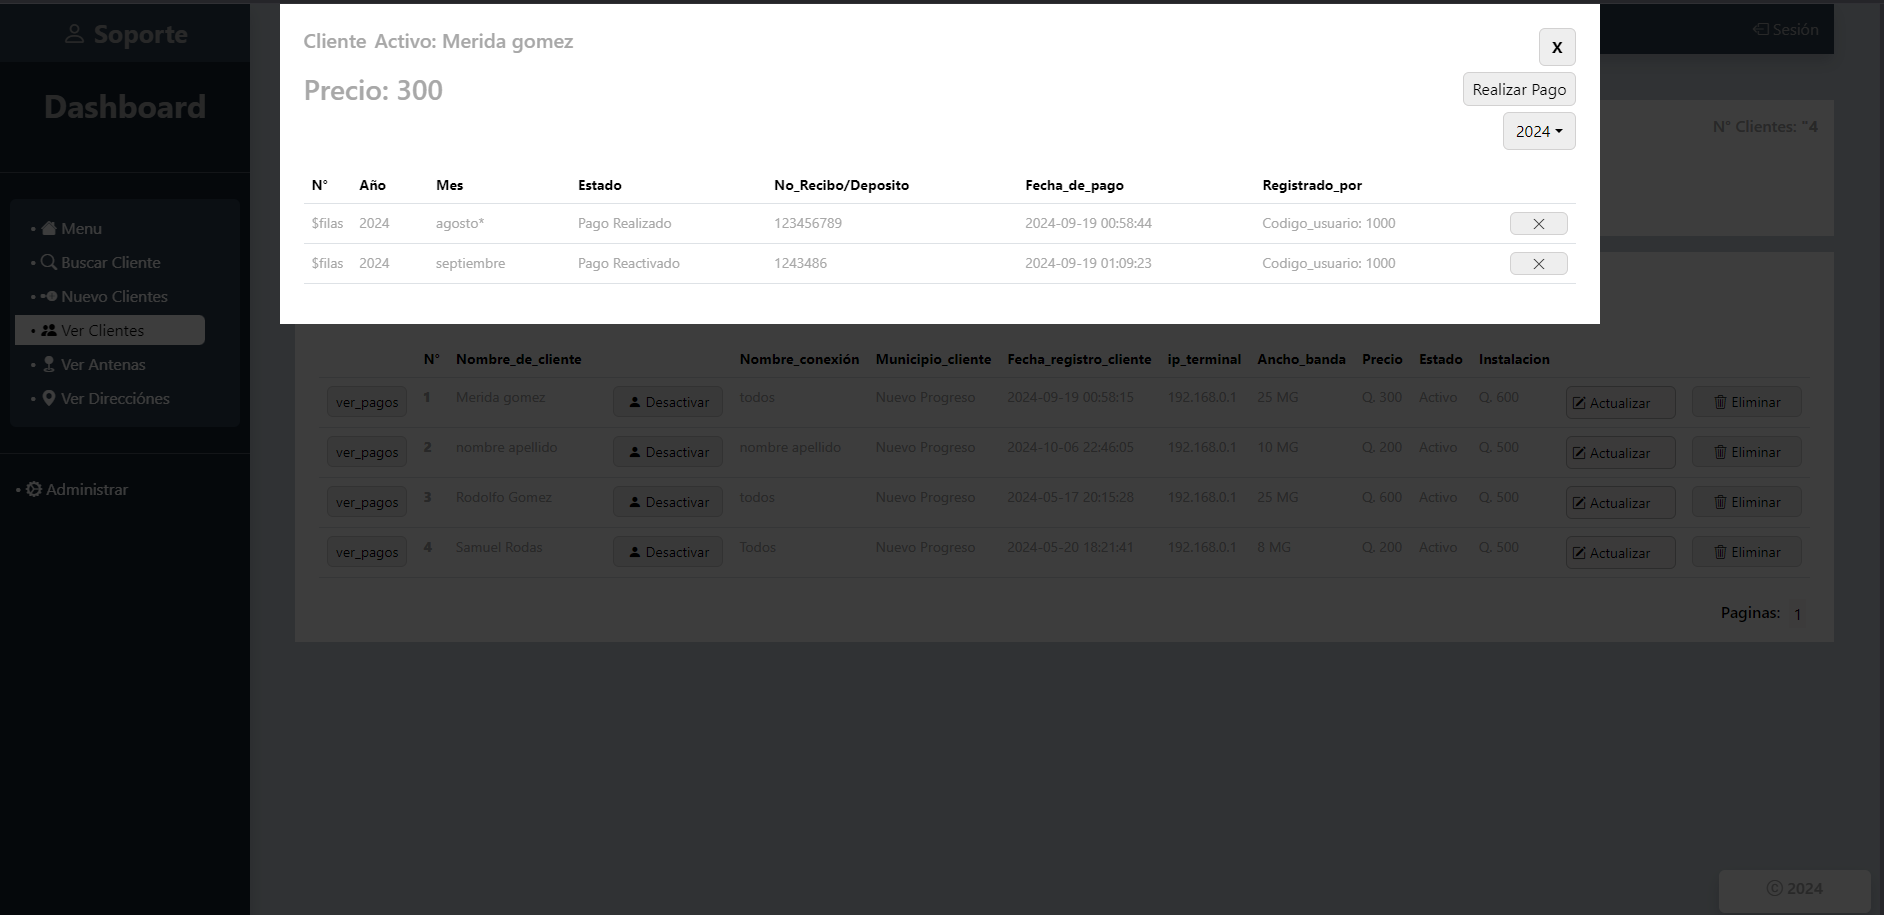 Soporte
Dashboard
• Menu
• Buscar Cliente
• Nuevo Clientes
• Ver Clientes
• Ver Antenas
• Ver Direcciónes
• Administrar
Sesión
N° Clientes: "4
Cliente Activo: Merida gomez
X
Precio: 300
Realizar Pago
2024
N° Año Mes Estado No_Recibo/Deposito Fecha_de_pago Registrado_por
$filas 2024 agosto* Pago Realizado 123456789 2024-09-19 00:58:44 Codigo_usuario: 1000
$filas 2024 septiembre Pago Reactivado 1243486 2024-09-19 01:09:23 Codigo_usuario: 1000
N° Nombre_de_cliente Nombre_conexión Municipio_cliente Fecha_registro_cliente ip_terminal Ancho_banda Precio Estado Instalacion
ver_pagos 1 Merida gomez Desactivar todos Nuevo Progreso 2024-09-19 00:58:15 192.168.0.1 25 MG Q. 300 Activo Q. 600 Actualizar Eliminar
ver_pagos 2 nombre apellido Desactivar nombre apellido Nuevo Progreso 2024-10-06 22:46:05 192.168.0.1 10 MG Q. 200 Activo Q. 500 Actualizar Eliminar
ver_pagos 3 Rodolfo Gomez Desactivar todos Nuevo Progreso 2024-05-17 20:15:28 192.168.0.1 25 MG Q. 600 Activo Q. 500 Actualizar Eliminar
ver_pagos 4 Samuel Rodas Desactivar Todos Nuevo Progreso 2024-05-20 18:21:41 192.168.0.1 8 MG Q. 200 Activo Q. 500 Actualizar Eliminar
Paginas: 1
© 2024